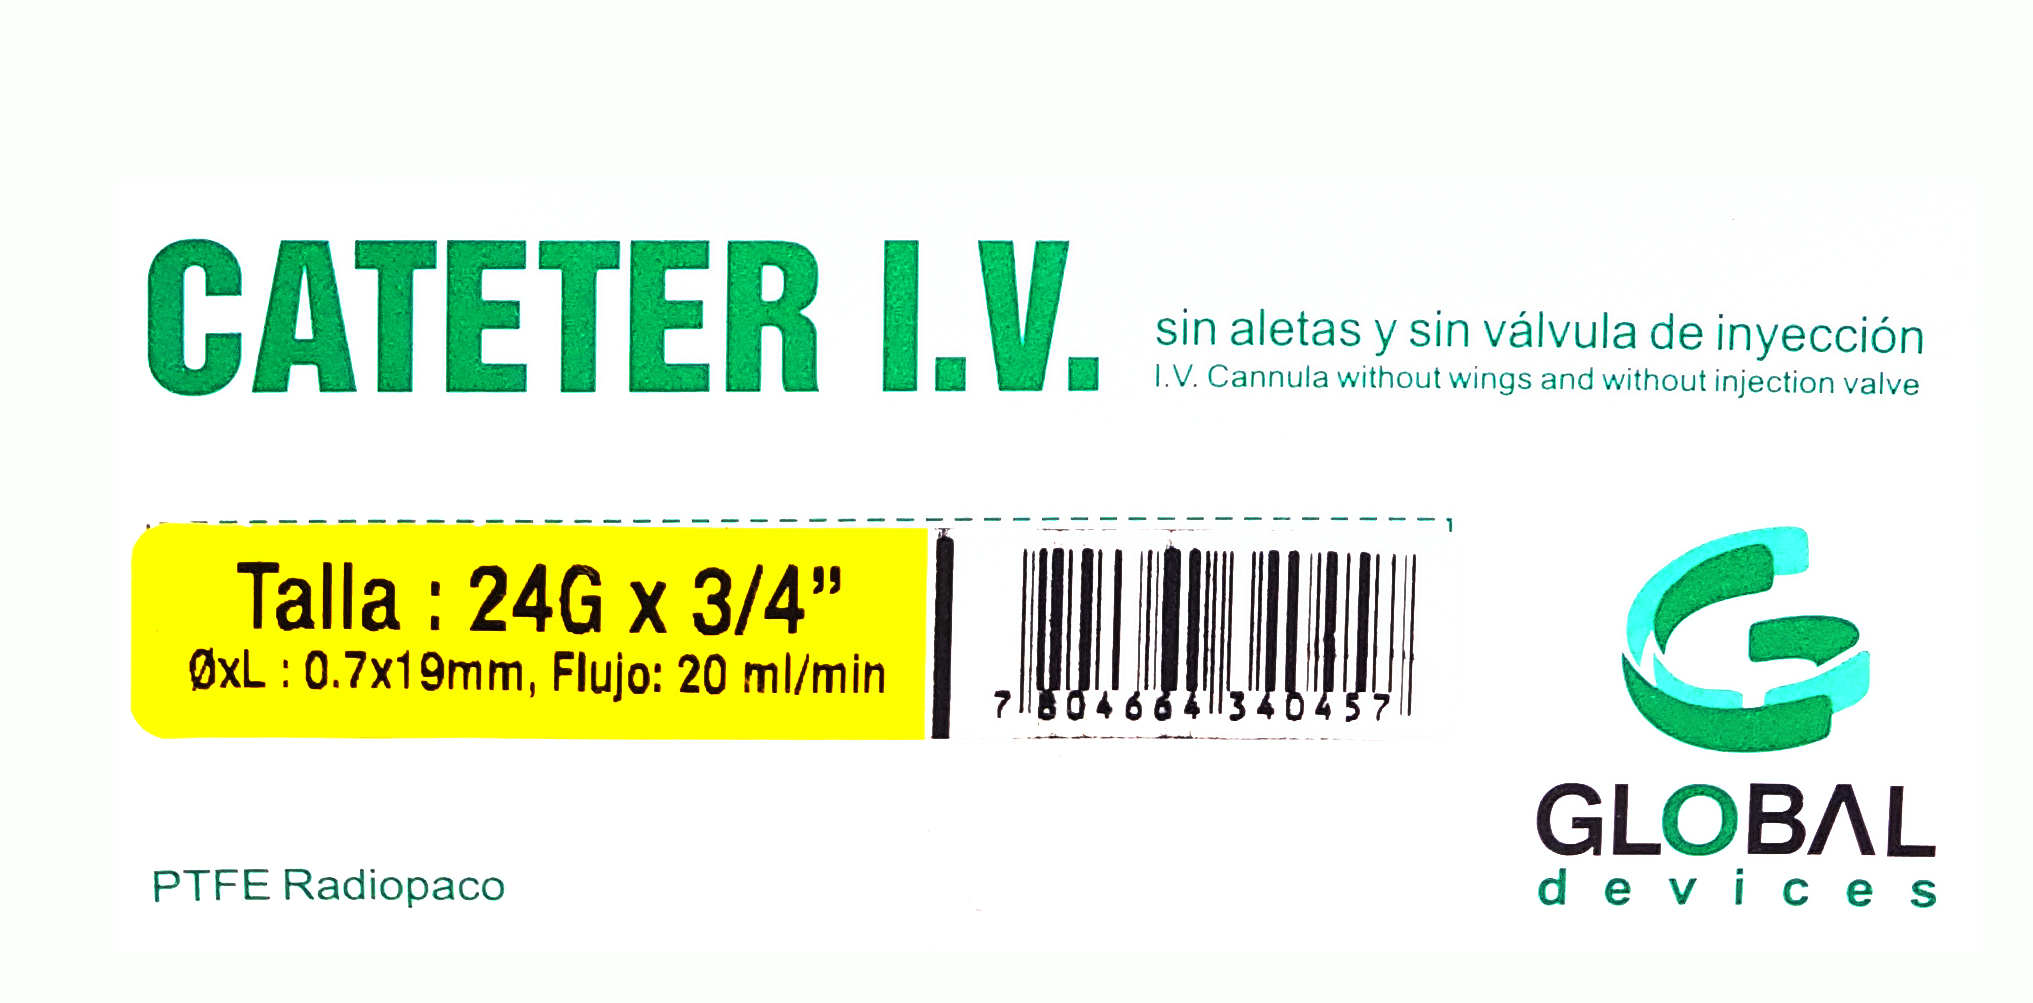 CATETER I.V.
sin aletas y sin válvula de inyección
I.V. Cannula without wings and without injection valve
Talla : 24G x 3/4”
ØxL : 0.7x19mm, Flujo: 20 ml/min
7 804664 340457
PTFE Radiopaco
GLOBAL
devices